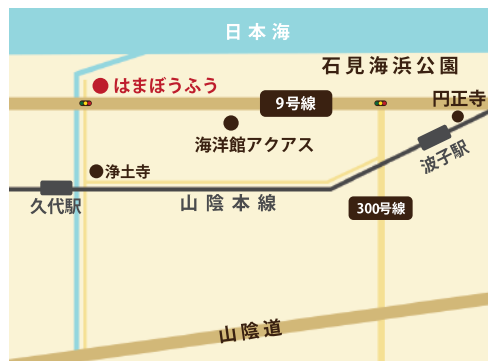 日本海
石見海浜公園
はまぼうふう
9号線
円正寺
海洋館アクアス
波子駅
浄土寺
久代駅
山陰本線
300号線
山陰道